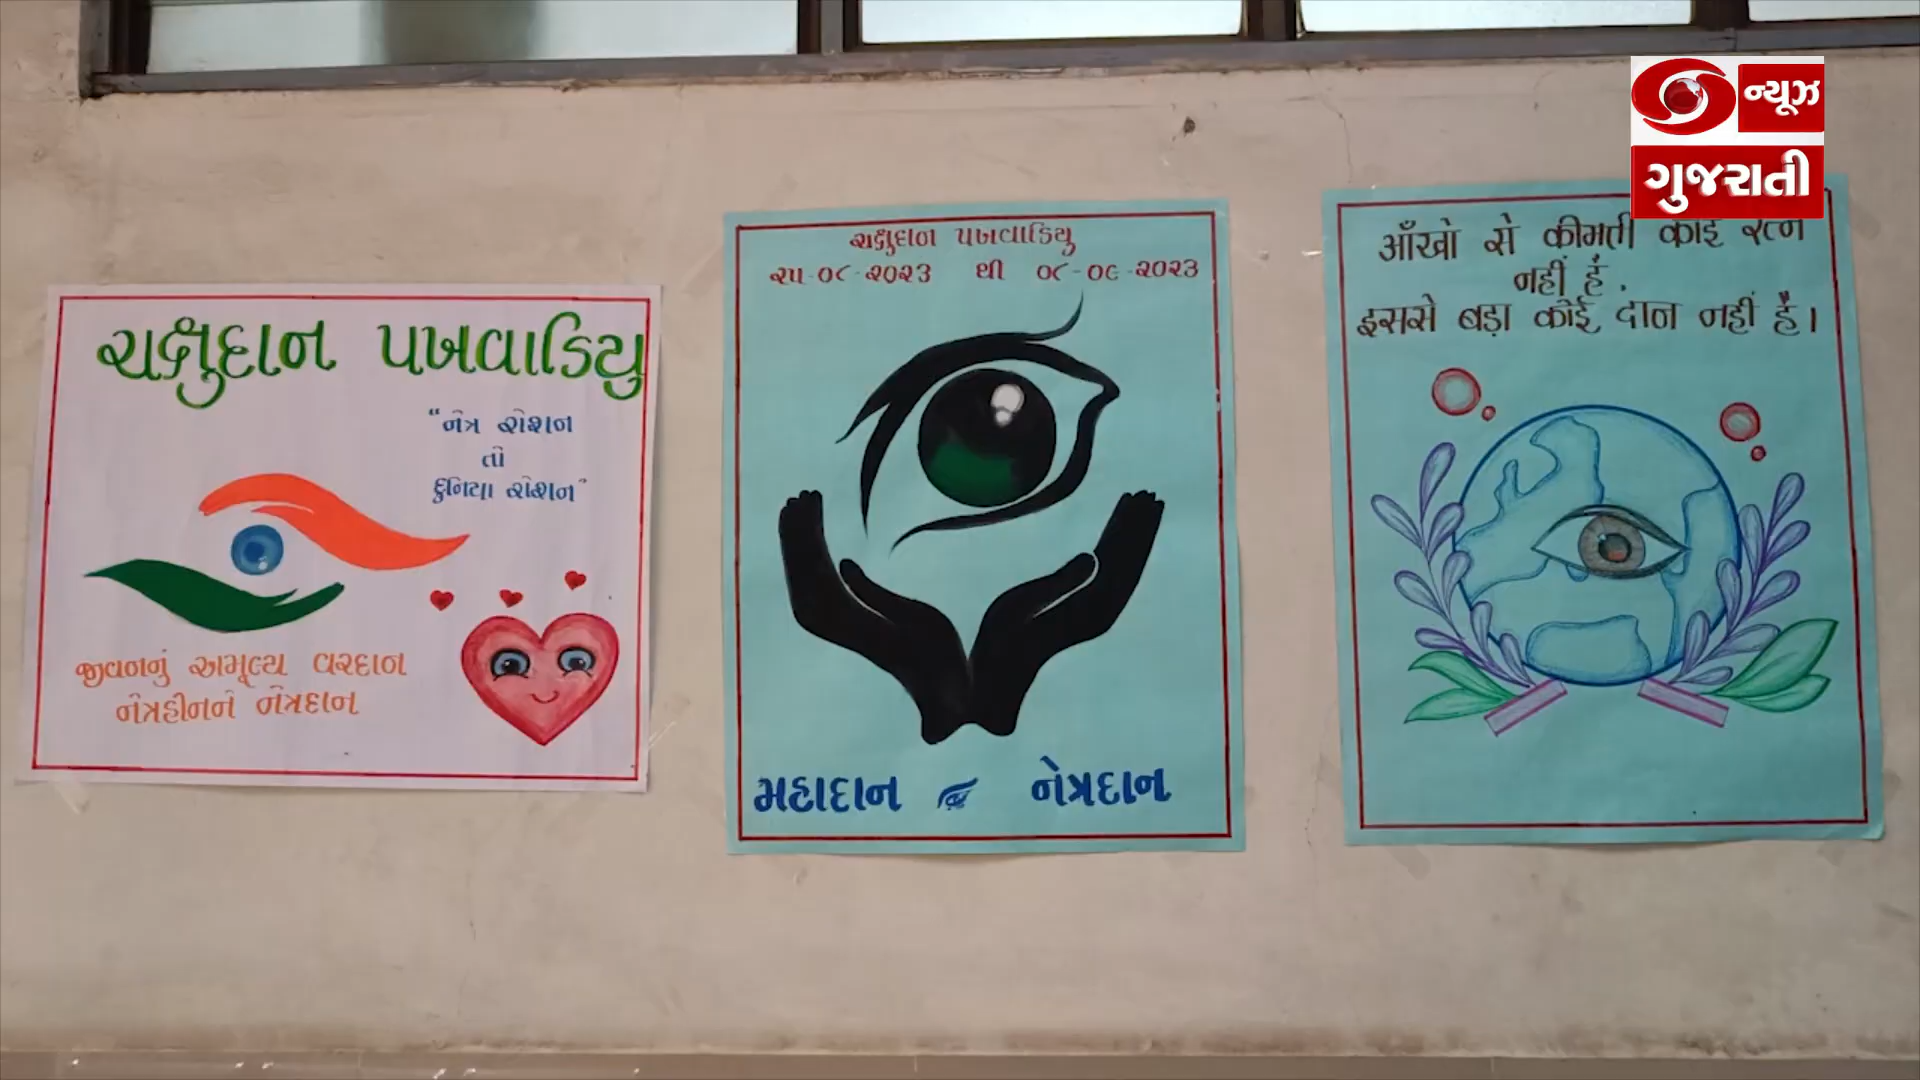 ચક્ષુદાન પખવાડિયુ
"નેત્ર રોશન
તો
દુનિયા રોશન"
જીવનનું અમૂલ્ય વરદાન
નેત્રહીનને નેત્રદાન
ચક્ષુદાન પખવાડિયુ
૨૫-૦૮-૨૦૨૩ થી ૦૮-૦૯-૨૦૨૩
મહાદાન નેત્રદાન
आँखो से कीमती कोई रत्न
नहीं हैं.
इससे बड़ा कोई दान नहीं है।
ન્યૂઝ
ગુજરાતી